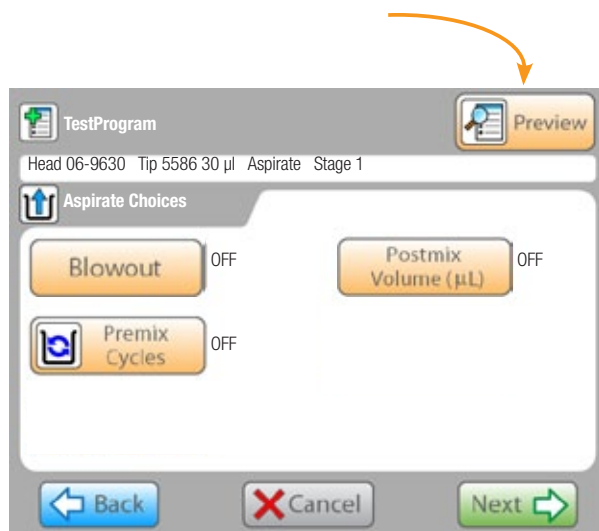 TestProgram
Preview
Head 06-9630 Tip 5586 30 µl Aspirate Stage 1
Aspirate Choices
Blowout OFF
Postmix
Volume (µL) OFF
Premix
Cycles OFF
Back
Cancel
Next